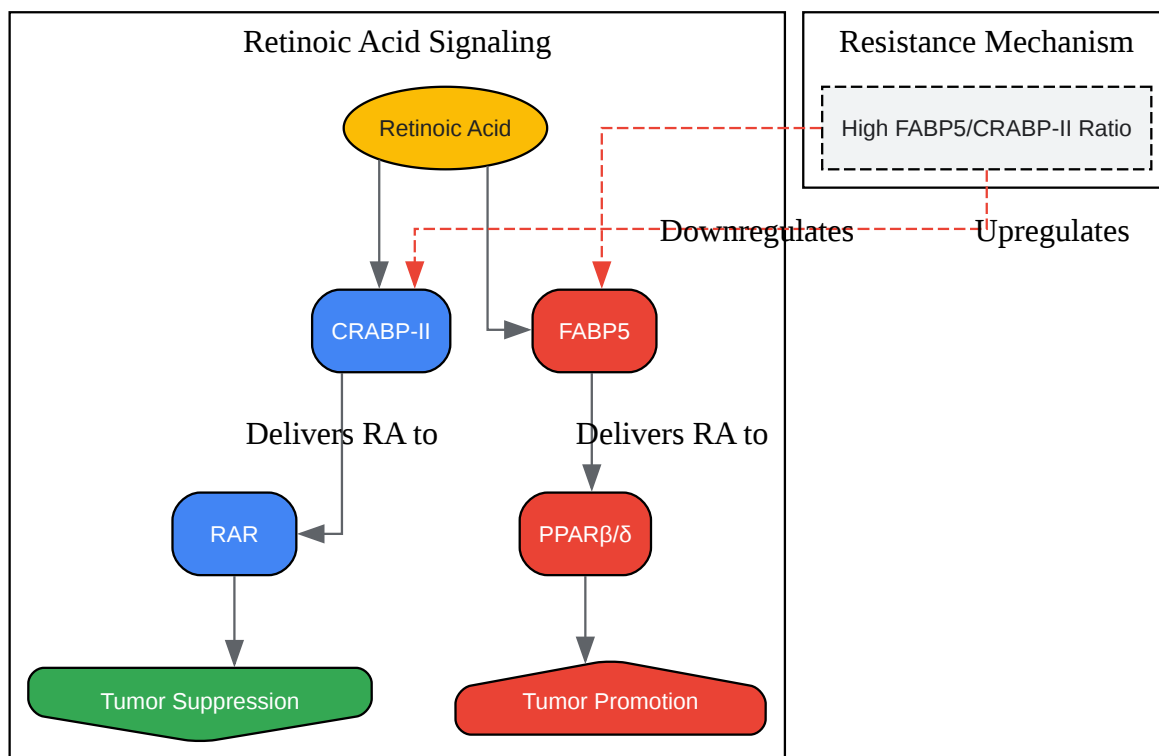 Retinoic Acid Signaling
Resistance Mechanism
Retinoic Acid
High FABP5/CRABP-II Ratio
Downregulates
Upregulates
CRABP-II
FABP5
Delivers RA to
Delivers RA to
RAR
PPARβ/δ
Tumor Suppression
Tumor Promotion